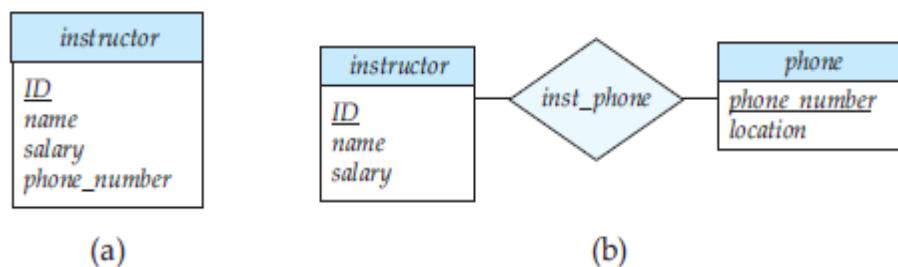 instructor
ID
name
salary
phone_number
(a)
instructor
ID
name
salary
inst_phone
phone
phone_number
location
(b)